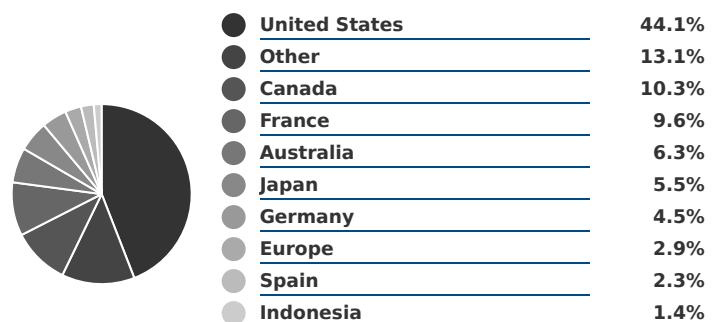 United States 44.1%
Other 13.1%
Canada 10.3%
France 9.6%
Australia 6.3%
Japan 5.5%
Germany 4.5%
Europe 2.9%
Spain 2.3%
Indonesia 1.4%